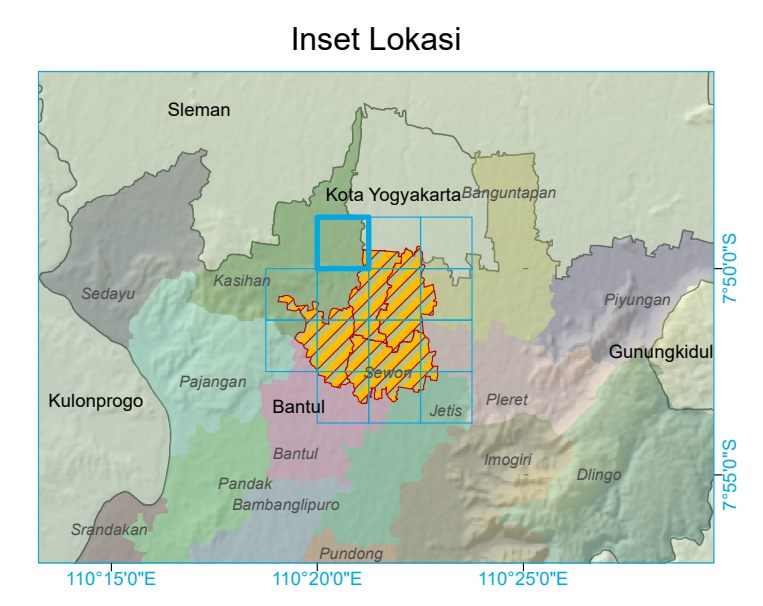 Inset Lokasi
Sleman
Kota Yogyakarta
Banguntapan
Kasihan
Sedayu
Piyungan
7°50'0"S
Gunungkidul
Sewon
Pajangan
Kulonprogo
Bantul
Jetis
Pleret
Bantul
Imogiri
Dlingo
Pandak
Bambanglipuro
7°55'0"S
Srandakan
Pundong
110°15'0"E
110°20'0"E
110°25'0"E